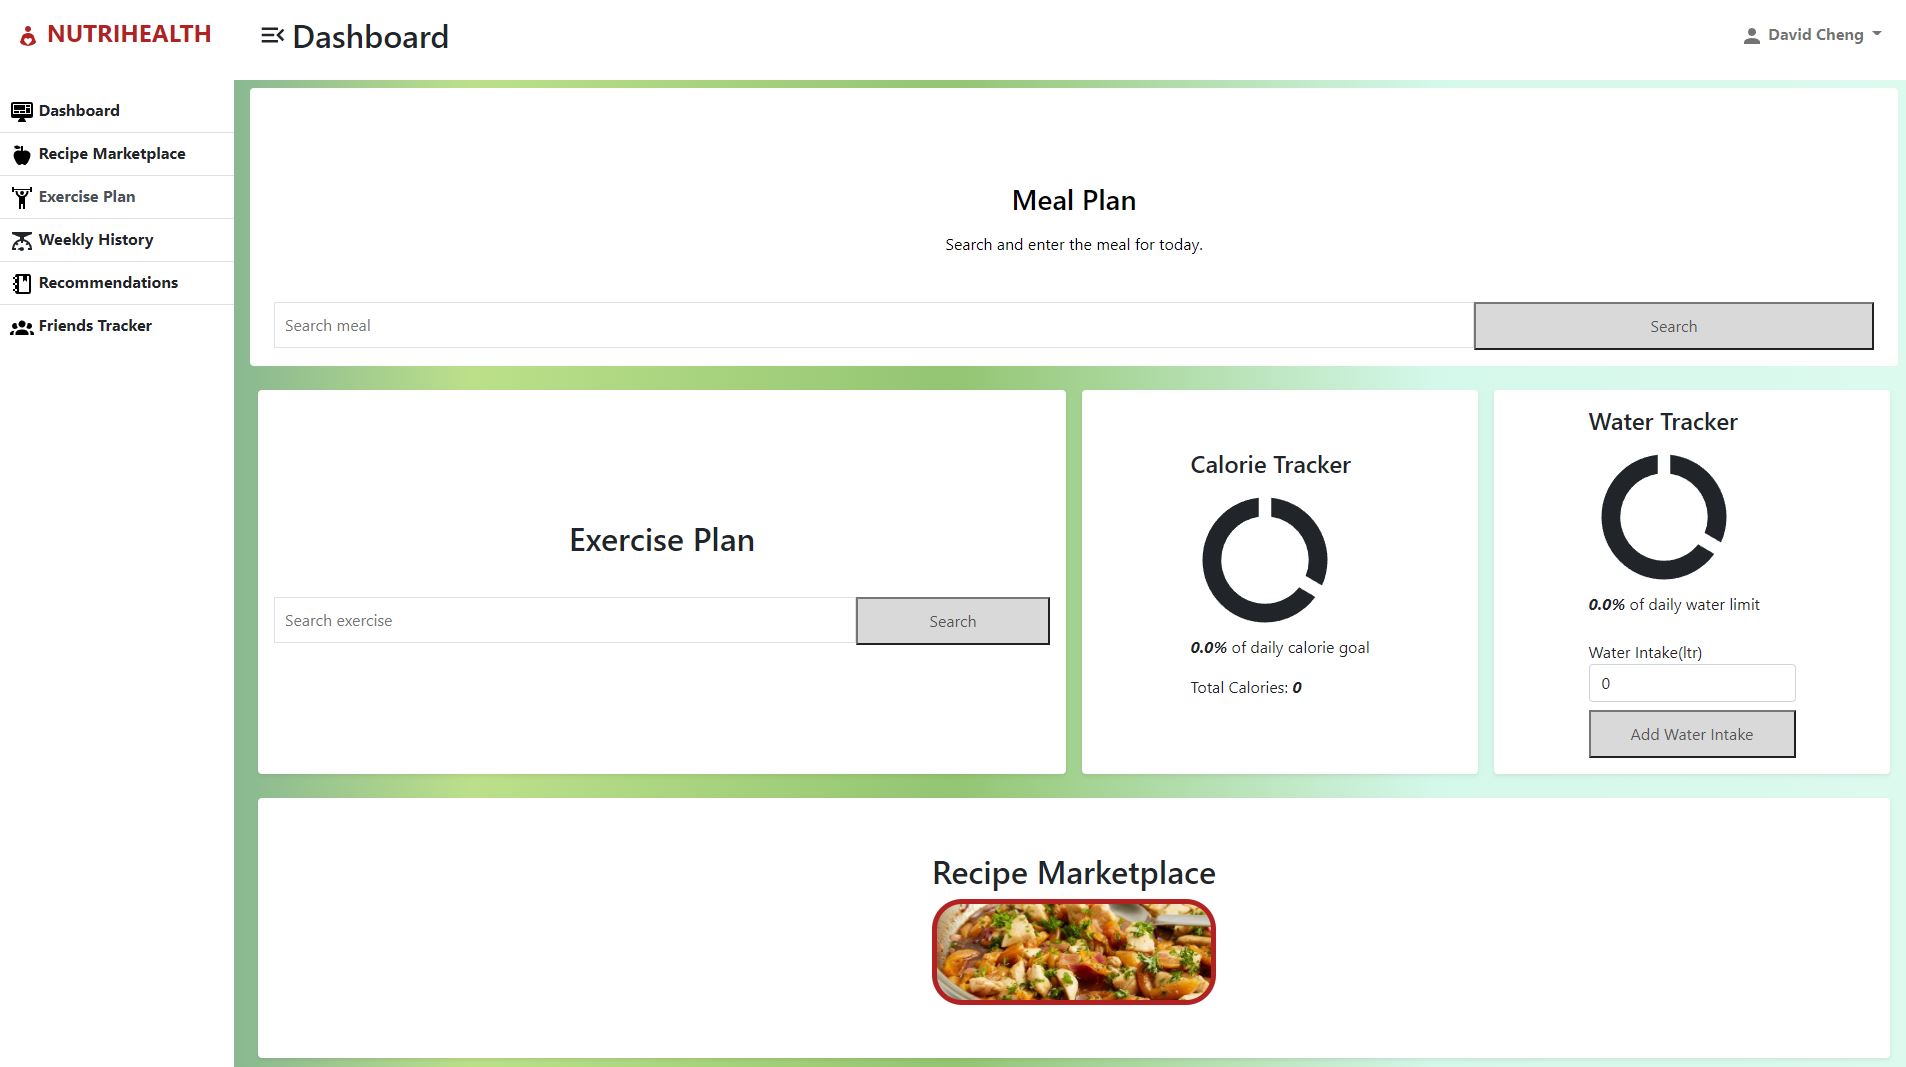 NUTRIHEALTH
Dashboard
David Cheng
Dashboard
Recipe Marketplace
Exercise Plan
Weekly History
Recommendations
Friends Tracker
Meal Plan
Search and enter the meal for today.
Search meal
Search
Exercise Plan
Search exercise
Search
Calorie Tracker
0.0% of daily calorie goal
Total Calories: 0
Water Tracker
0.0% of daily water limit
Water Intake(ltr)
0
Add Water Intake
Recipe Marketplace